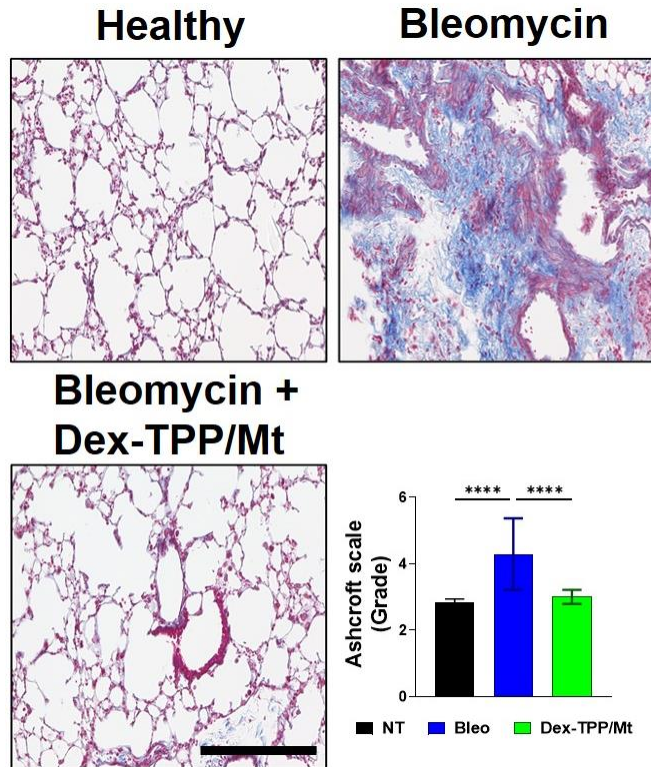 Healthy
Bleomycin
Bleomycin +
Dex-TPP/Mt
**** ****
6
4
2
0
Ashcroft scale
(Grade)
NT Bleo Dex-TPP/Mt